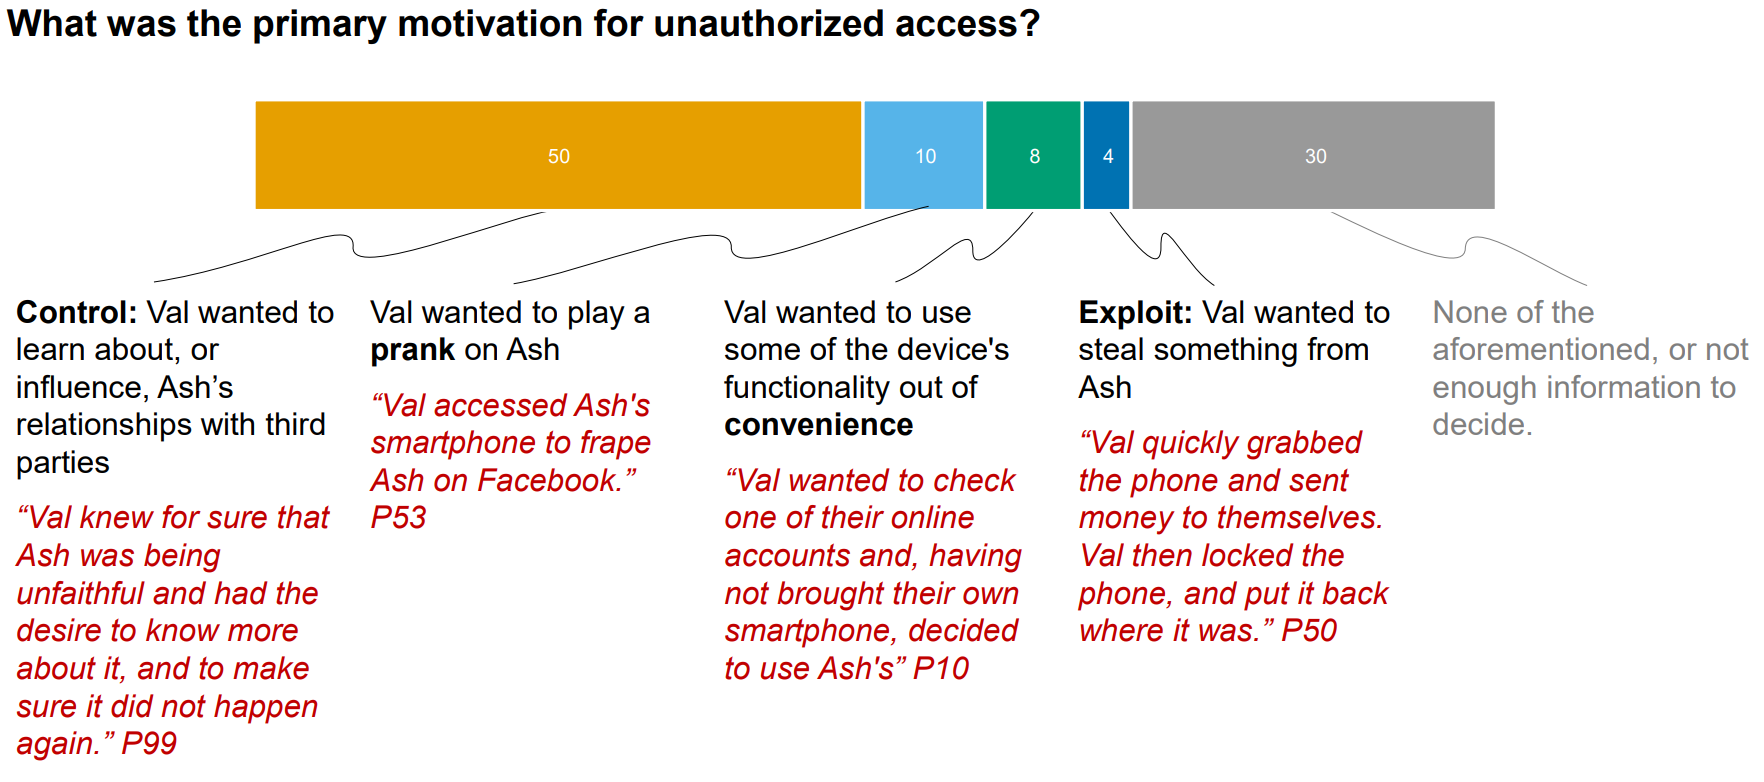 What was the primary motivation for unauthorized access?
50
10
8
4
30
Control: Val wanted to
learn about, or
influence, Ash’s
relationships with third
parties
“Val knew for sure that
Ash was being
unfaithful and had the
desire to know more
about it, and to make
sure it did not happen
again.” P99
Val wanted to play a
prank on Ash
“Val accessed Ash's
smartphone to frape
Ash on Facebook.”
P53
Val wanted to use
some of the device's
functionality out of
convenience
“Val wanted to check
one of their online
accounts and, having
not brought their own
smartphone, decided
to use Ash's” P10
Exploit: Val wanted to
steal something from
Ash
“Val quickly grabbed
the phone and sent
money to themselves.
Val then locked the
phone, and put it back
where it was.” P50
None of the
aforementioned, or not
enough information to
decide.